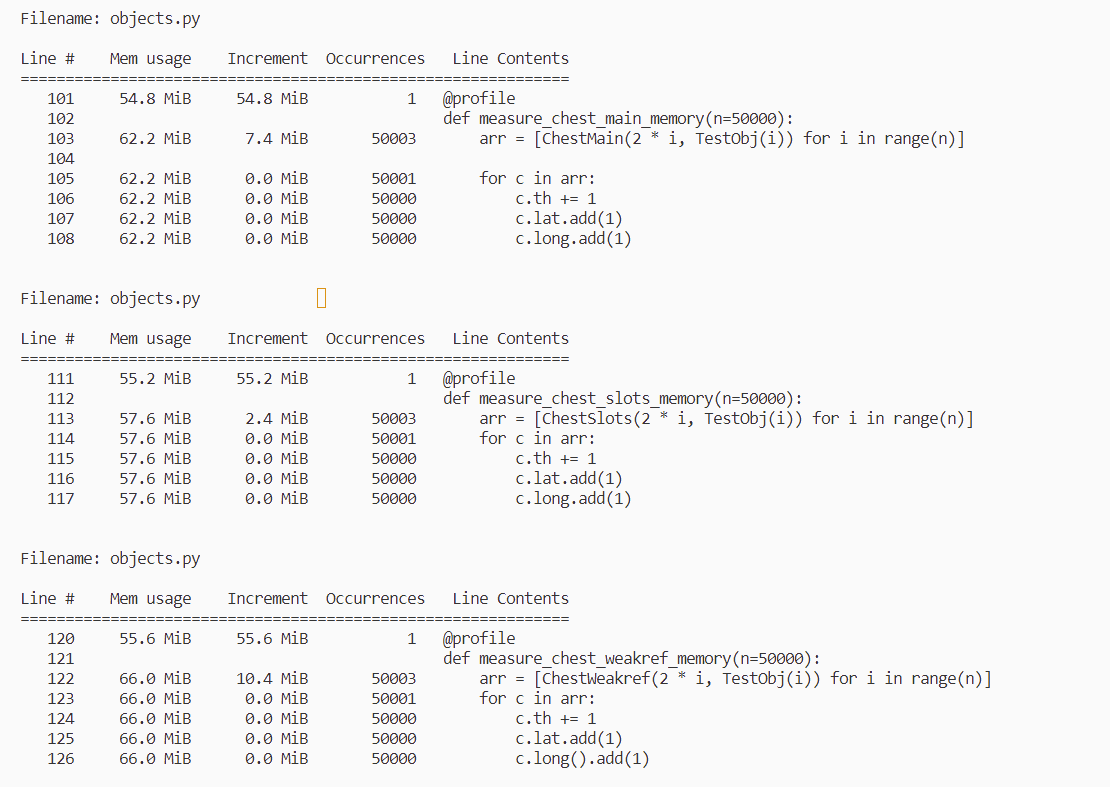 Filename: objects.py
Line #    Mem usage    Increment  Occurrences   Line Contents
=============================================================
   101     54.8 MiB     54.8 MiB           1   @profile
   102                                         def measure_chest_main_memory(n=50000):
   103     62.2 MiB      7.4 MiB       50003       arr = [ChestMain(2 * i, TestObj(i)) for i in range(n)]
   104
   105     62.2 MiB      0.0 MiB       50001       for c in arr:
   106     62.2 MiB      0.0 MiB       50000           c.th += 1
   107     62.2 MiB      0.0 MiB       50000           c.lat.add(1)
   108     62.2 MiB      0.0 MiB       50000           c.long.add(1)
Filename: objects.py
Line #    Mem usage    Increment  Occurrences   Line Contents
=============================================================
   111     55.2 MiB     55.2 MiB           1   @profile
   112                                         def measure_chest_slots_memory(n=50000):
   113     57.6 MiB      2.4 MiB       50003       arr = [ChestSlots(2 * i, TestObj(i)) for i in range(n)]
   114     57.6 MiB      0.0 MiB       50001       for c in arr:
   115     57.6 MiB      0.0 MiB       50000           c.th += 1
   116     57.6 MiB      0.0 MiB       50000           c.lat.add(1)
   117     57.6 MiB      0.0 MiB       50000           c.long.add(1)
Filename: objects.py
Line #    Mem usage    Increment  Occurrences   Line Contents
=============================================================
   120     55.6 MiB     55.6 MiB           1   @profile
   121                                         def measure_chest_weakref_memory(n=50000):
   122     66.0 MiB     10.4 MiB       50003       arr = [ChestWeakref(2 * i, TestObj(i)) for i in range(n)]
   123     66.0 MiB      0.0 MiB       50001       for c in arr:
   124     66.0 MiB      0.0 MiB       50000           c.th += 1
   125     66.0 MiB      0.0 MiB       50000           c.lat.add(1)
   126     66.0 MiB      0.0 MiB       50000           c.long().add(1)